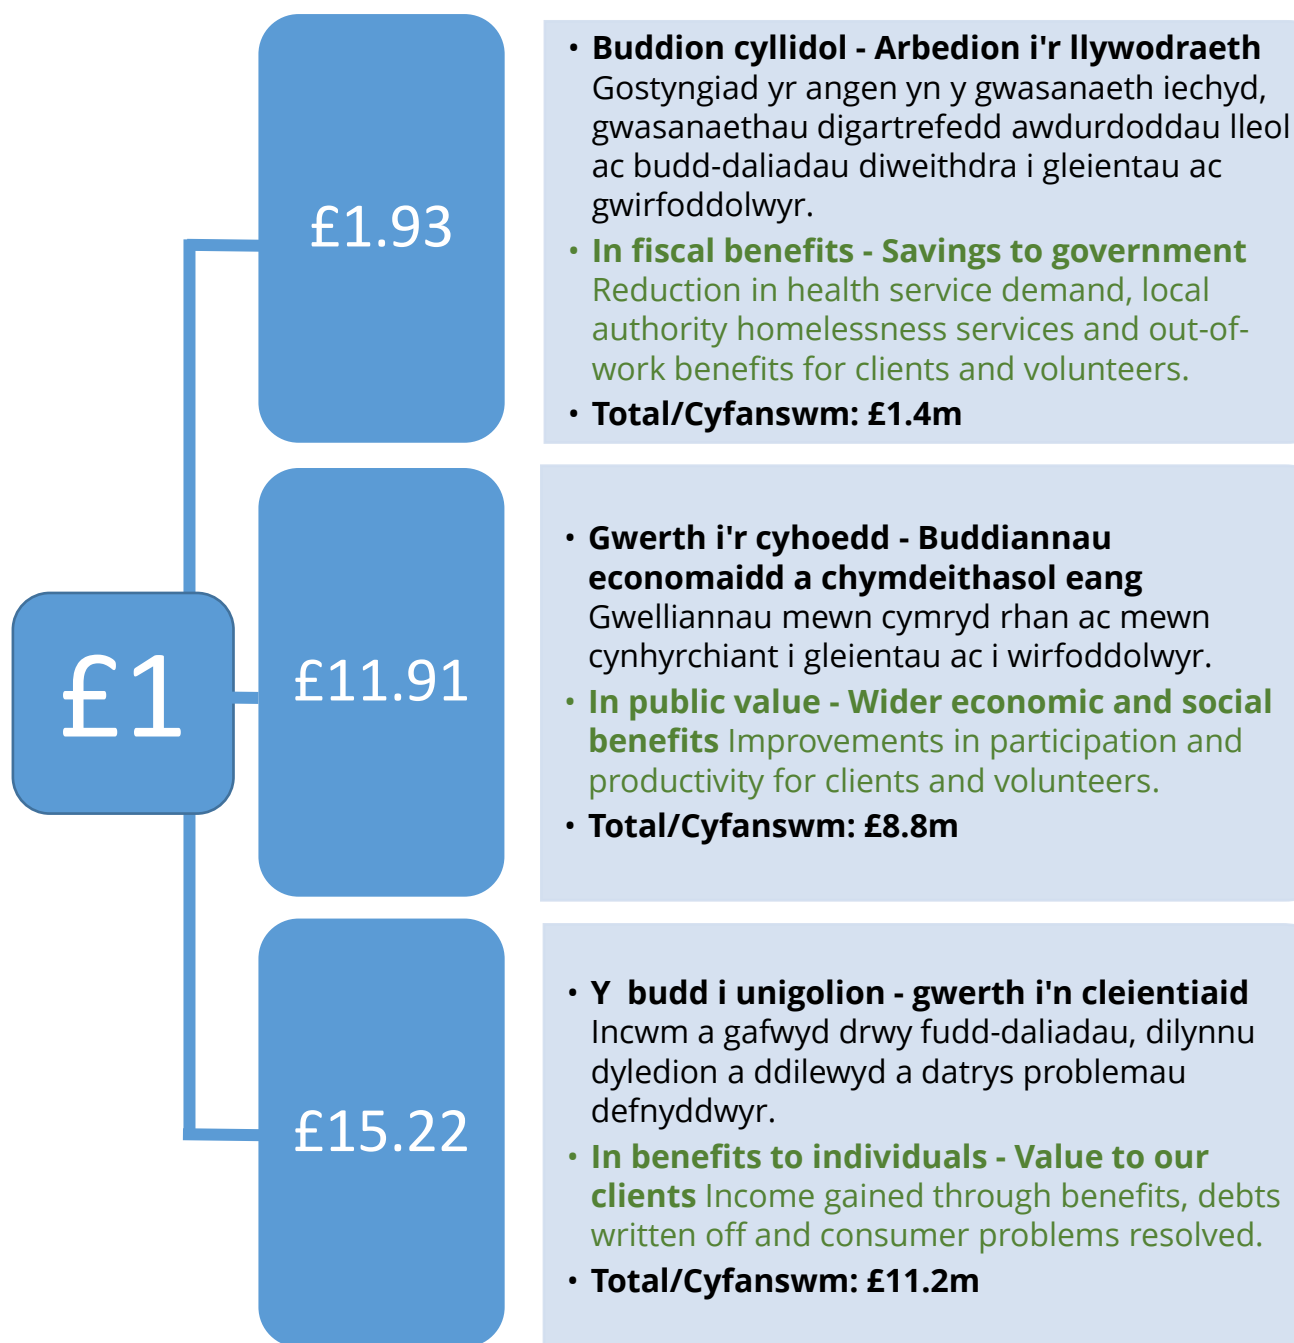 £1
£1.93
• Buddion cyllidol - Arbedion i'r llywodraeth
Gostyngiad yr angen yn y gwasanaeth iechyd,
gwasanaethau digartrefedd awdurdoddau lleol
ac budd-daliadau diweithdra i gleientau ac
gwirfoddolwyr.
• In fiscal benefits - Savings to government
Reduction in health service demand, local
authority homelessness services and out-of-
work benefits for clients and volunteers.
• Total/Cyfanswm: £1.4m
£11.91
• Gwerth i'r cyhoedd - Buddiannau
economaidd a chymdeithasol eang
Gwelliannau mewn cymryd rhan ac mewn
cynhyrchiant i gleientau ac i wirfoddolwyr.
• In public value - Wider economic and social
benefits Improvements in participation and
productivity for clients and volunteers.
• Total/Cyfanswm: £8.8m
£15.22
• Y budd i unigolion - gwerth i'n cleientiaid
Incwm a gafwyd drwy fudd-daliadau, dilynnu
dyledion a ddilewyd a datrys problemau
defnyddwyr.
• In benefits to individuals - Value to our
clients Income gained through benefits, debts
written off and consumer problems resolved.
• Total/Cyfanswm: £11.2m